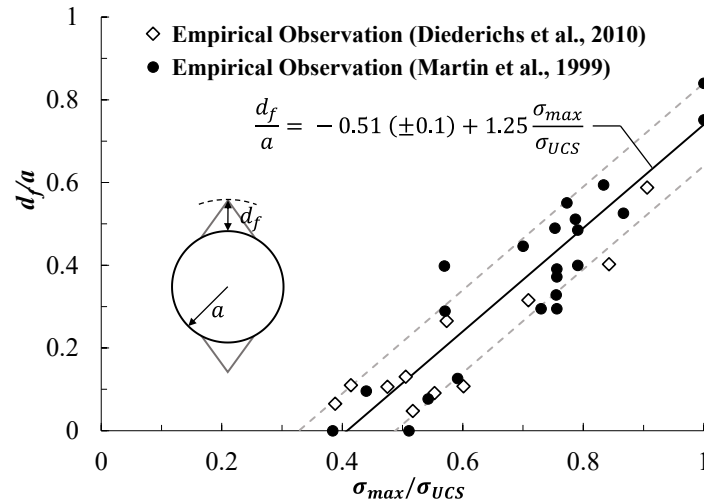 ◇ Empirical Observation (Diederichs et al., 2010)
● Empirical Observation (Martin et al., 1999)
d_f/a = −0.51 (±0.1) + 1.25 σ_max/σ_UCS
d_f/a
1
0.8
0.6
0.4
0.2
0
d_f
a
0 0.2 0.4 0.6 0.8 1
σ_max/σ_UCS